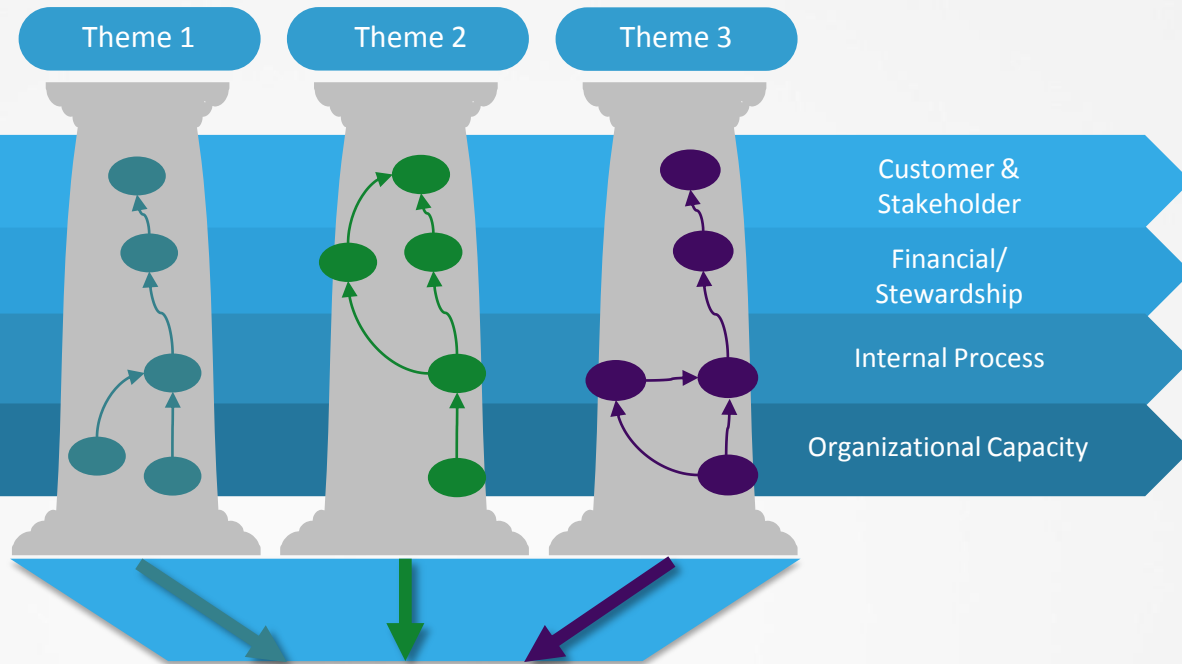 Theme 1
Theme 2
Theme 3
Customer &
Stakeholder
Financial/
Stewardship
Internal Process
Organizational Capacity